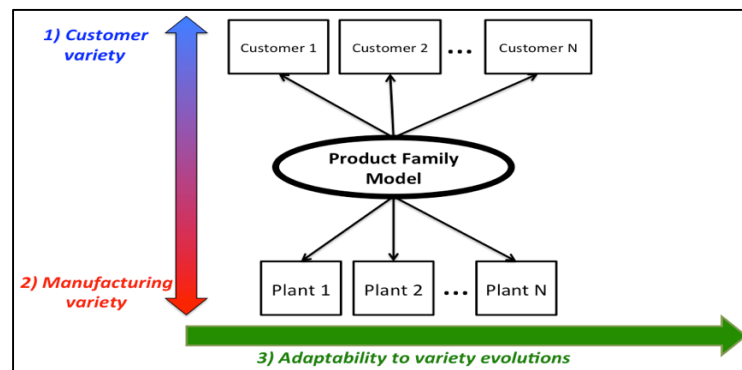 1) Customer
variety
Customer 1
Customer 2
...
Customer N
Product Family
Model
2) Manufacturing
variety
Plant 1
Plant 2
...
Plant N
3) Adaptability to variety evolutions